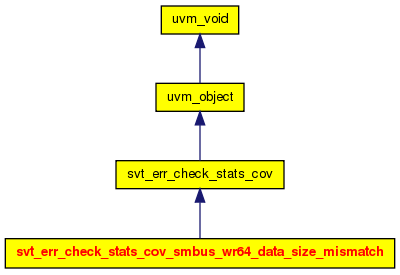 uvm_void
uvm_object
svt_err_check_stats_cov
svt_err_check_stats_cov_smbus_wr64_data_size_mismatch